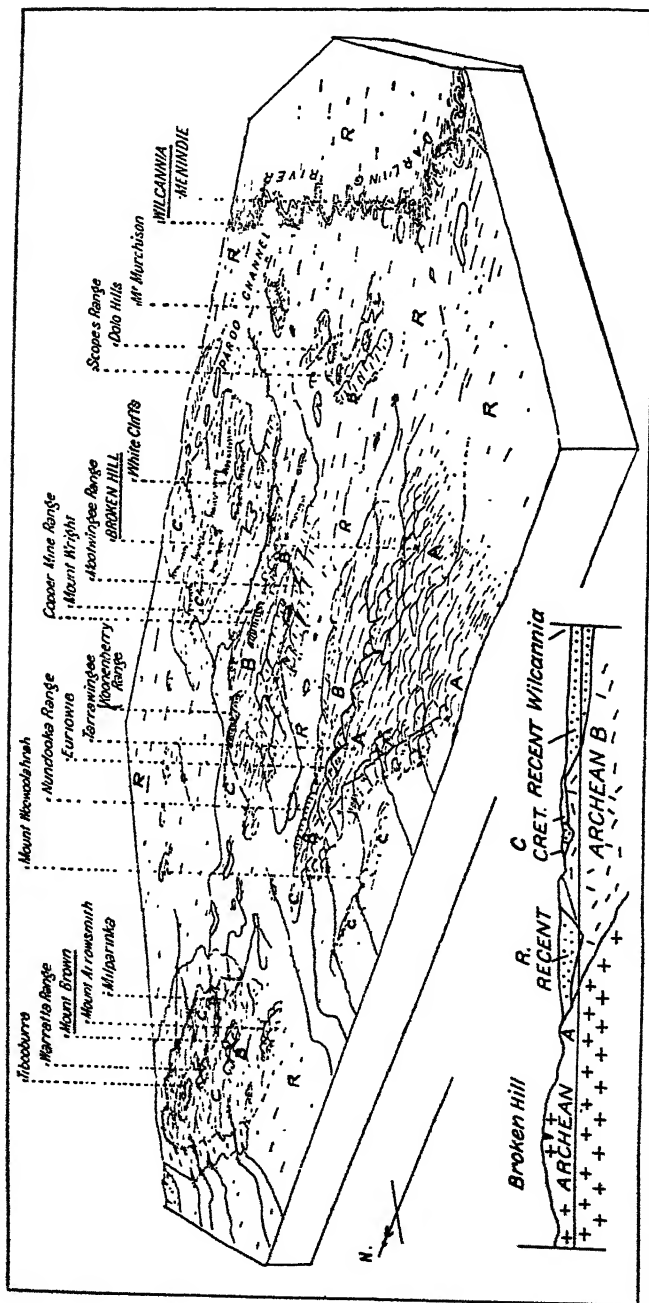 Tibooburra
Warratta Range
Mount Brown
Mount Arrowsmith
Milparinka
Mount
Nundooka Range
Euriowie
Tarrawingee
Koonenberry
Range
Copper Mine Range
Mount Wright
Mootwingee Range
BROKEN HILL
White Cliffs
Scopes Range
Dolo Hills
Mt Murchison
WILCANNIA
MENINDIE
PAROO CHANNEL
DARLING RIVER
R
R
R
R
R
R
R
R
R
C
C
C
C
C
C
C
C
B
B
B
B
B
B
A
A
A
A
N.
Broken Hill
ARCHEAN A
R.
RECENT
C
CRET. RECENT Wilcannia
ARCHEAN B